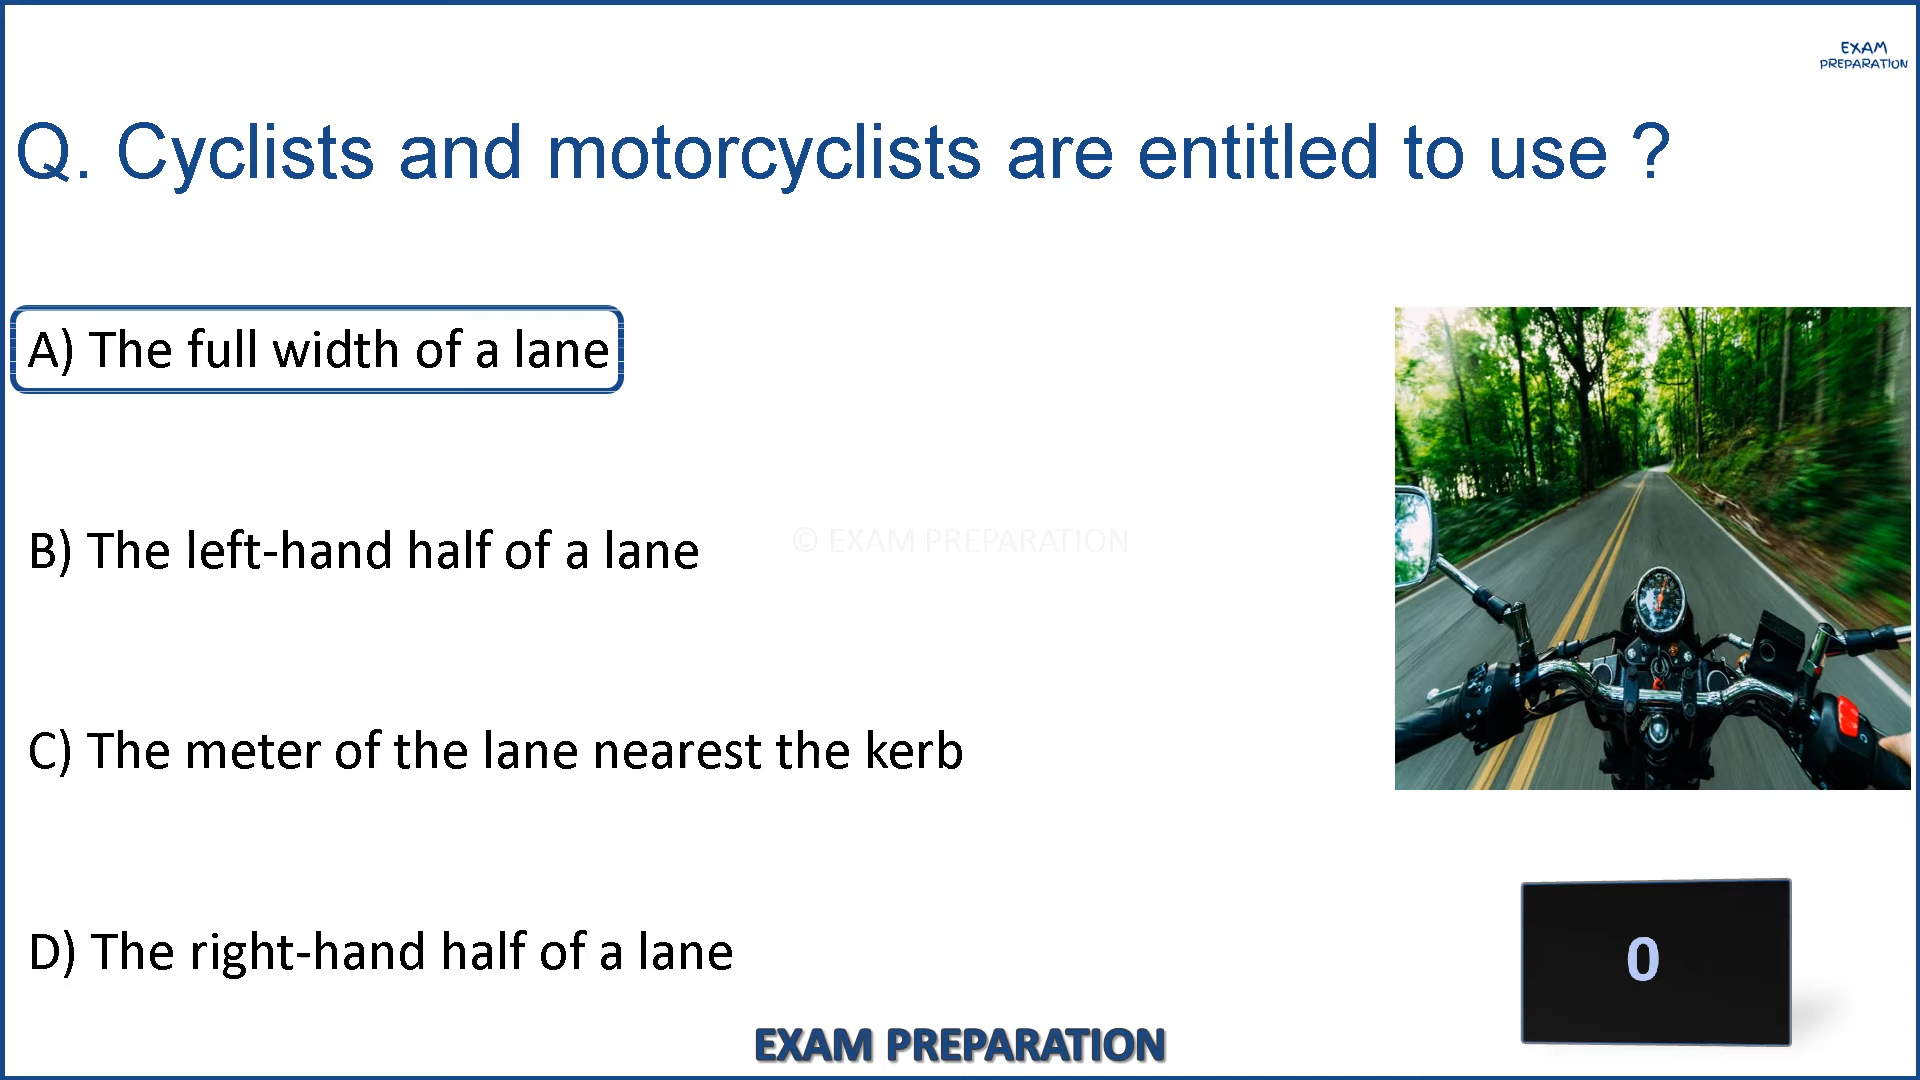 EXAM
PREPARATION
Q. Cyclists and motorcyclists are entitled to use ?
A) The full width of a lane
B) The left-hand half of a lane
© EXAM PREPARATION
C) The meter of the lane nearest the kerb
D) The right-hand half of a lane
0
EXAM PREPARATION